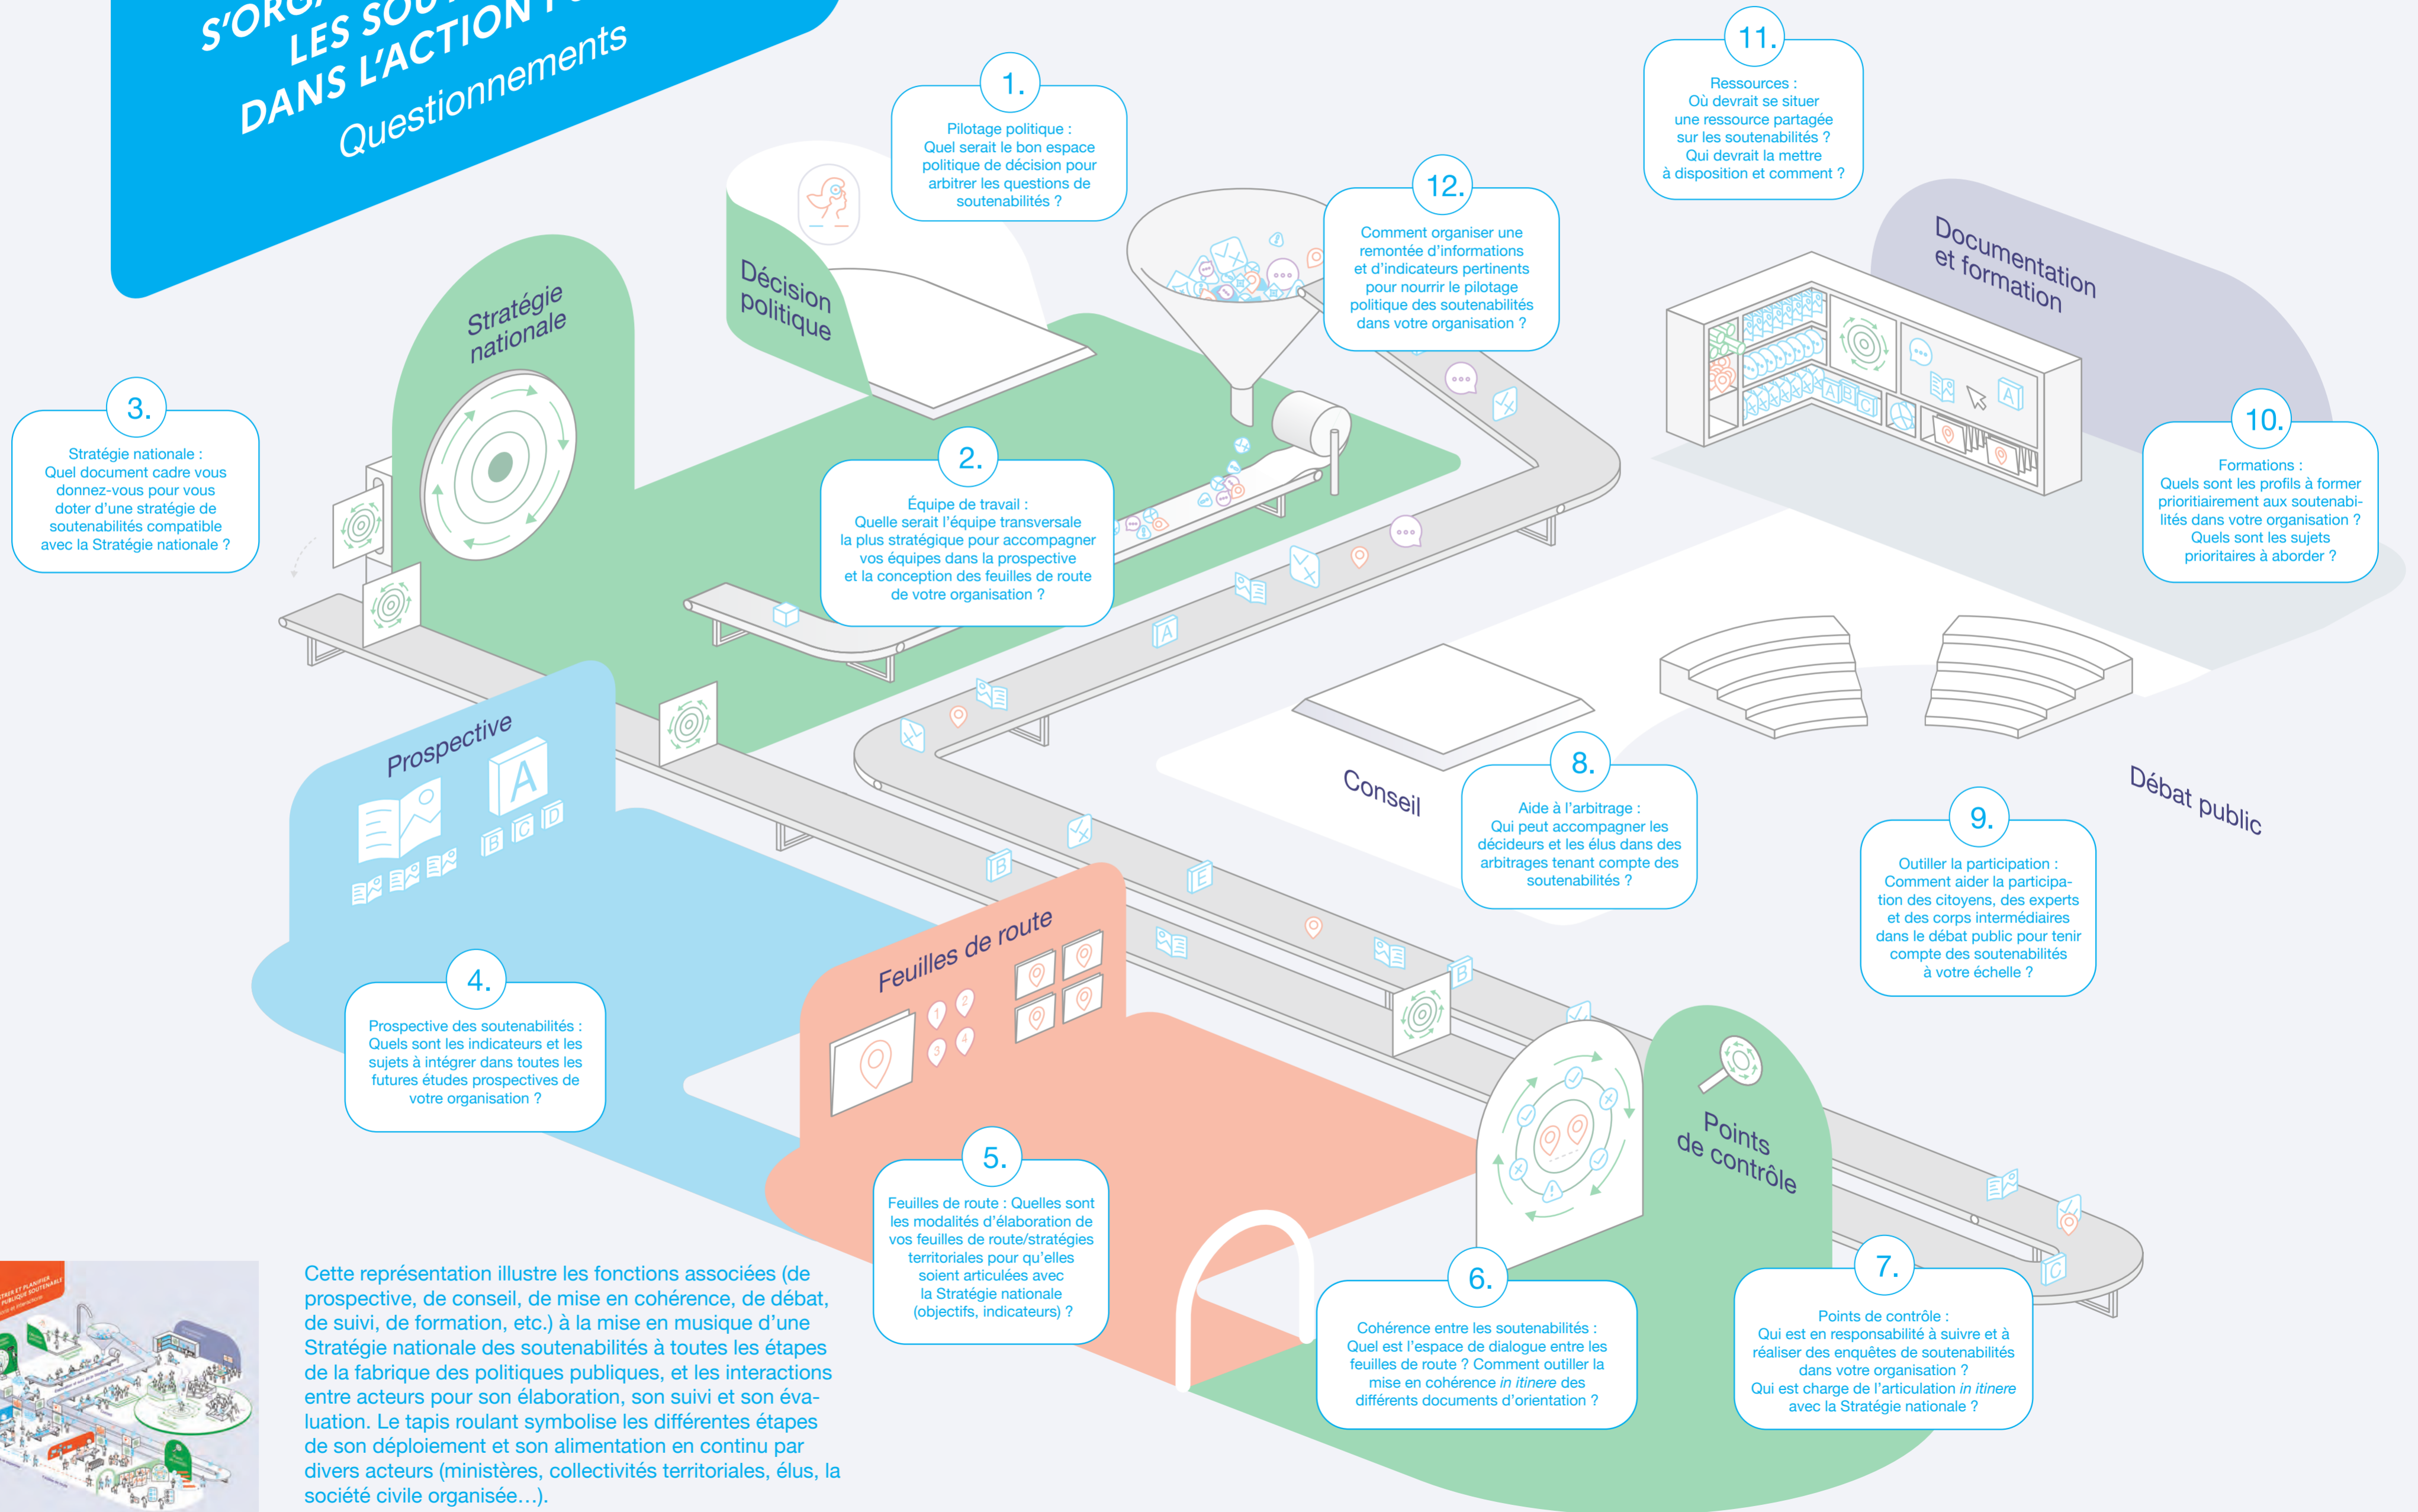 LES
DANS L'ACTION
Questionnements
1.
Pilotage politique :
Quel serait le bon espace
politique de décision pour
arbitrer les questions de
soutenabilités ?
11.
Ressources :
Où devrait se situer
une ressource partagée
sur les soutenabilités ?
Qui devrait la mettre
à disposition et comment ?
12.
Comment organiser une
remontée d'informations
et d'indicateurs pertinents
pour nourrir le pilotage
politique des soutenabilités
dans votre organisation ?
Documentation
et formation
Décision
politique
Stratégie
nationale
3.
Stratégie nationale :
Quel document cadre vous
donnez-vous pour vous
doter d'une stratégie de
soutenabilités compatible
avec la Stratégie nationale ?
2.
Équipe de travail :
Quelle serait l'équipe transversale
la plus stratégique pour accompagner
vos équipes dans la prospective
et la conception des feuilles de route
de votre organisation ?
10.
Formations :
Quels sont les profils à former
prioritiairement aux soutenabi-
lités dans votre organisation ?
Quels sont les sujets
prioritaires à aborder ?
A B C
A
A
Prospective
A
B C D
B
E
B
C
Conseil
8.
Aide à l'arbitrage :
Qui peut accompagner les
décideurs et les élus dans des
arbitrages tenant compte des
soutenabilités ?
Débat public
9.
Outiller la participation :
Comment aider la participa-
tion des citoyens, des experts
et des corps intermédiaires
dans le débat public pour tenir
compte des soutenabilités
à votre échelle ?
4.
Prospective des soutenabilités :
Quels sont les indicateurs et les
sujets à intégrer dans toutes les
futures études prospectives de
votre organisation ?
Feuilles de route
1 2
3 4
5.
Feuilles de route : Quelles sont
les modalités d'élaboration de
vos feuilles de route/stratégies
territoriales pour qu'elles
soient articulées avec
la Stratégie nationale
(objectifs, indicateurs) ?
Points
de contrôle
6.
Cohérence entre les soutenabilités :
Quel est l'espace de dialogue entre les
feuilles de route ? Comment outiller la
mise en cohérence in itinere des
différents documents d'orientation ?
7.
Points de contrôle :
Qui est en responsabilité à suivre et à
réaliser des enquêtes de soutenabilités
dans votre organisation ?
Qui est charge de l'articulation in itinere
avec la Stratégie nationale ?
Cette représentation illustre les fonctions associées (de
prospective, de conseil, de mise en cohérence, de débat,
de suivi, de formation, etc.) à la mise en musique d'une
Stratégie nationale des soutenabilités à toutes les étapes
de la fabrique des politiques publiques, et les interactions
entre acteurs pour son élaboration, son suivi et son éva-
luation. Le tapis roulant symbolise les différentes étapes
de son déploiement et son alimentation en continu par
divers acteurs (ministères, collectivités territoriales, élus, la
société civile organisée…).